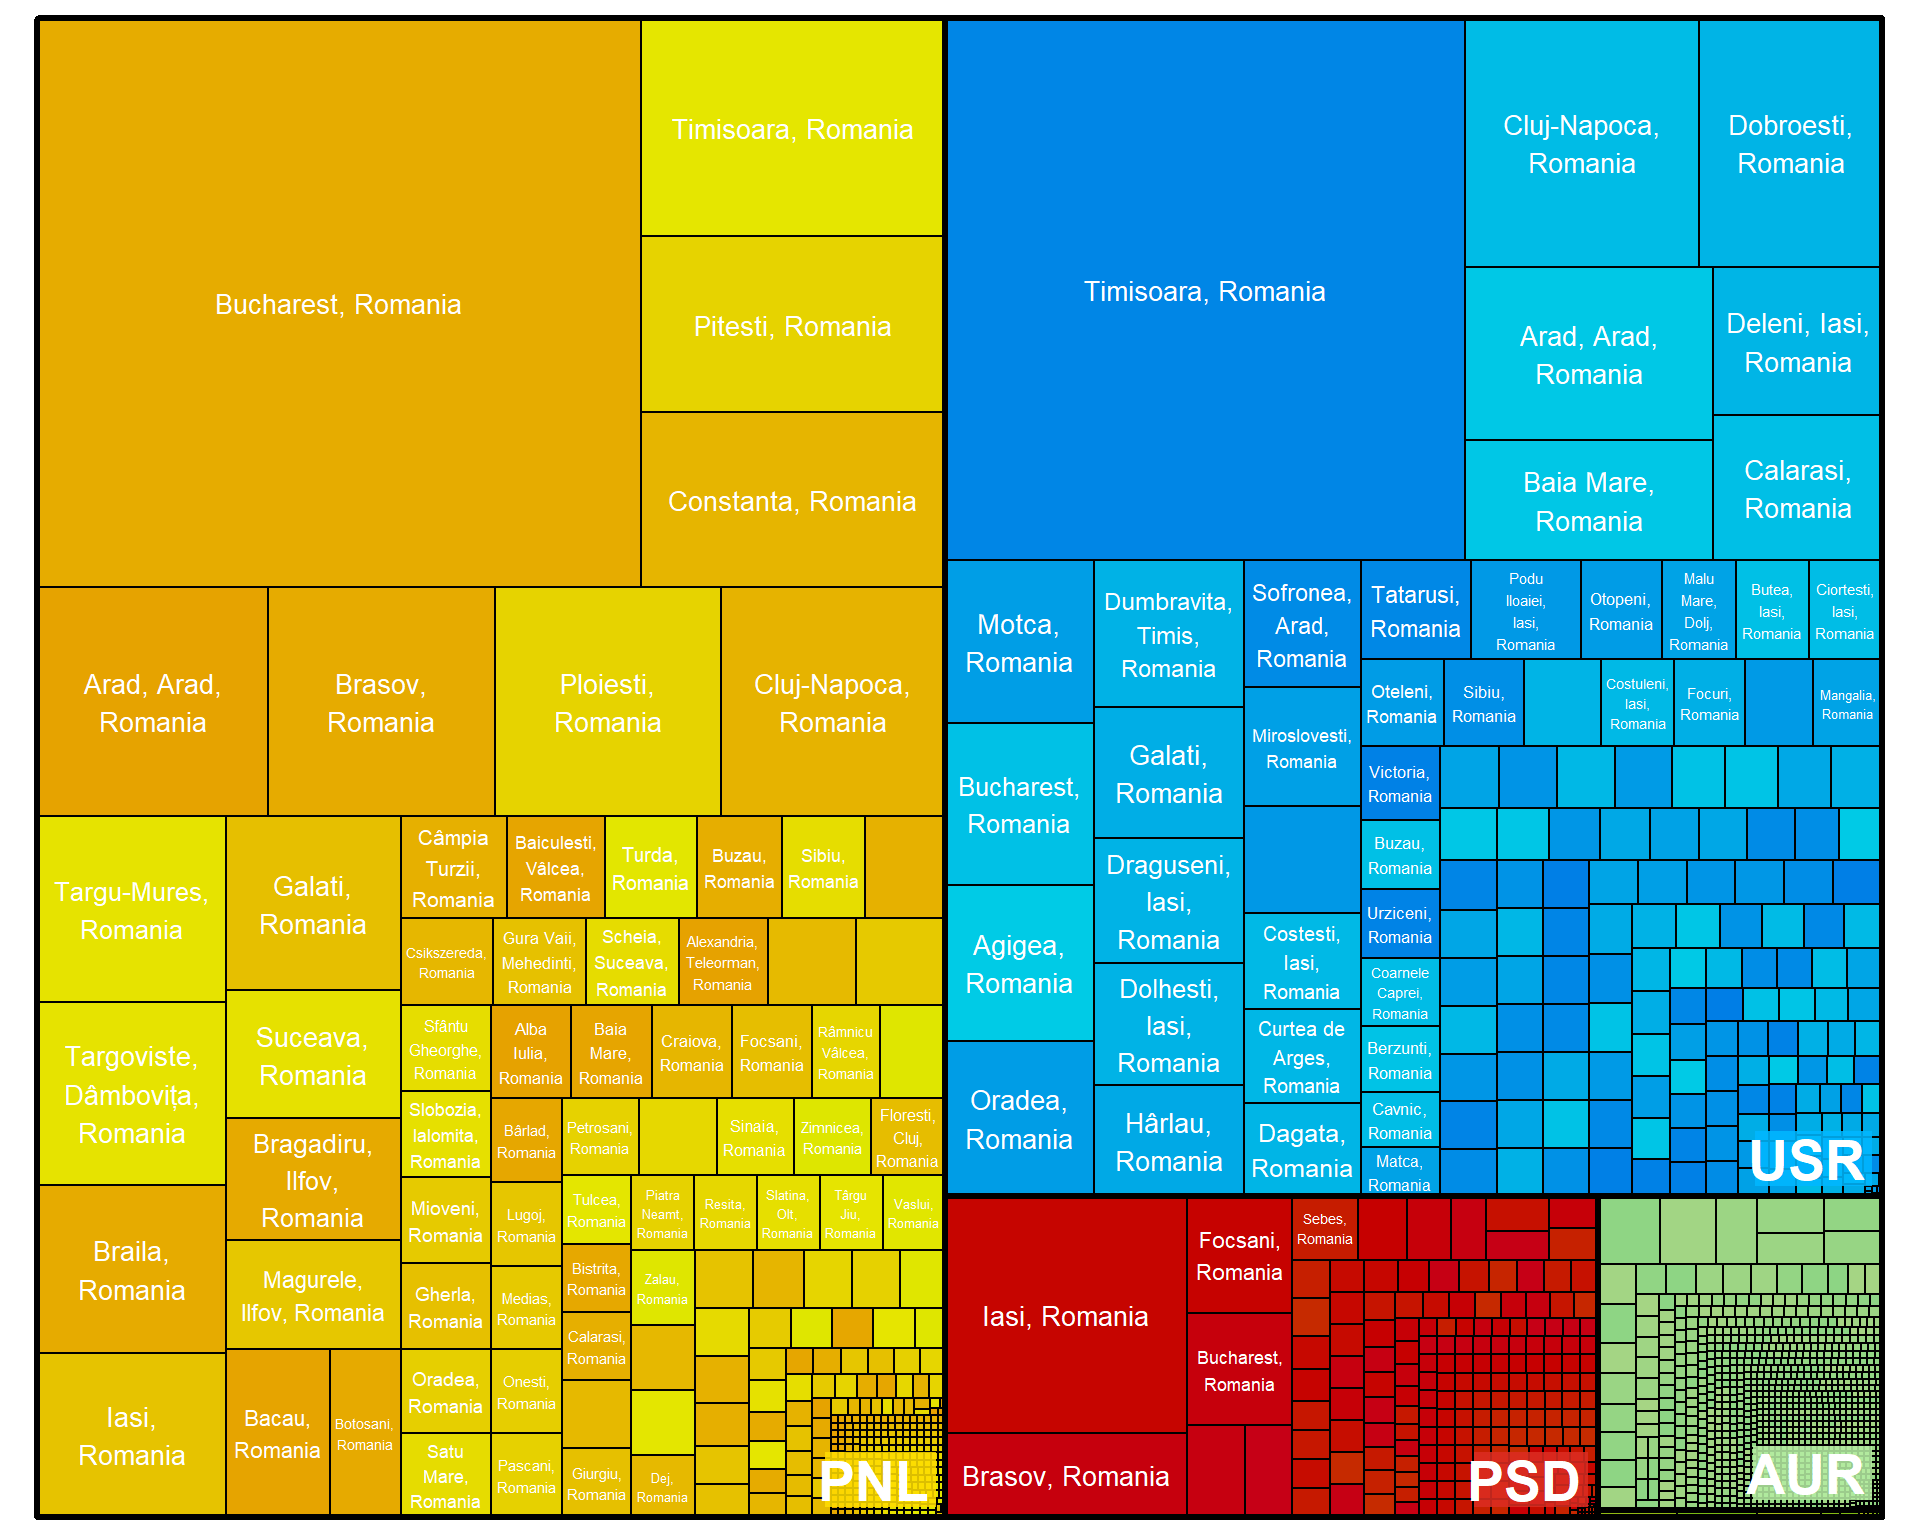 Bucharest, Romania
Timisoara, Romania
Pitesti, Romania
Constanta, Romania
Arad, Arad,
Romania
Brasov,
Romania
Ploiesti,
Romania
Cluj-Napoca,
Romania
Targu-Mures,
Romania
Targoviste,
Dâmbovița,
Romania
Braila,
Romania
Iasi,
Romania
Galati,
Romania
Suceava,
Romania
Bragadiru,
Ilfov,
Romania
Magurele,
Ilfov, Romania
Bacau,
Romania
Botosani,
Romania
Câmpia
Turzii,
Romania
Baiculesti,
Vâlcea,
Romania
Turda,
Romania
Buzau,
Romania
Sibiu,
Romania
Csikszereda,
Romania
Gura Vaii,
Mehedinti,
Romania
Scheia,
Suceava,
Romania
Alexandria,
Teleorman,
Romania
Sfântu
Gheorghe,
Romania
Alba
Iulia,
Romania
Baia
Mare,
Romania
Craiova,
Romania
Focsani,
Romania
Râmnicu
Vâlcea,
Romania
Slobozia,
Ialomita,
Romania
Bârlad,
Romania
Petrosani,
Romania
Sinaia,
Romania
Zimnicea,
Romania
Floresti,
Cluj,
Romania
Mioveni,
Romania
Lugoj,
Romania
Tulcea,
Romania
Piatra
Neamt,
Romania
Resita,
Romania
Slatina,
Olt,
Romania
Târgu
Jiu,
Romania
Vaslui,
Romania
Gherla,
Romania
Medias,
Romania
Bistrita,
Romania
Zalau,
Romania
Calarasi,
Romania
Oradea,
Romania
Onesti,
Romania
Satu
Mare,
Romania
Pascani,
Romania
Giurgiu,
Romania
Dej,
Romania
PNL
Timisoara, Romania
Cluj-Napoca,
Romania
Dobroesti,
Romania
Arad, Arad,
Romania
Deleni, Iasi,
Romania
Baia Mare,
Romania
Calarasi,
Romania
Motca,
Romania
Bucharest,
Romania
Agigea,
Romania
Oradea,
Romania
Dumbravita,
Timis,
Romania
Galati,
Romania
Draguseni,
Iasi,
Romania
Dolhesti,
Iasi,
Romania
Hârlau,
Romania
Sofronea,
Arad,
Romania
Miroslovesti,
Romania
Costesti,
Iasi,
Romania
Curtea de
Arges,
Romania
Dagata,
Romania
Tatarusi,
Romania
Podu
Iloaiei,
Iasi,
Romania
Otopeni,
Romania
Malu
Mare,
Dolj,
Romania
Butea,
Iasi,
Romania
Ciortesti,
Iasi,
Romania
Oteleni,
Romania
Sibiu,
Romania
Costuleni,
Iasi,
Romania
Focuri,
Romania
Mangalia,
Romania
Victoria,
Romania
Buzau,
Romania
Urziceni,
Romania
Coarnele
Caprei,
Romania
Berzunti,
Romania
Cavnic,
Romania
Matca,
Romania
USR
Iasi, Romania
Brasov, Romania
Focsani,
Romania
Bucharest,
Romania
Sebes,
Romania
PSD
AUR